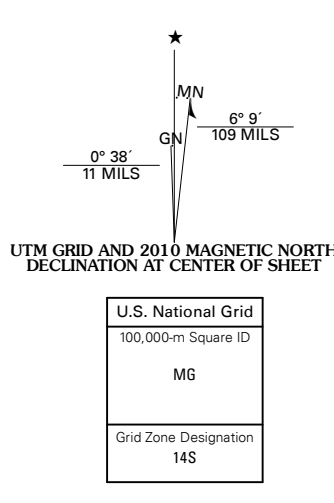 ★
MN
GN
6° 9´
109 MILS
0° 38´
11 MILS
UTM GRID AND 2010 MAGNETIC NORTH
DECLINATION AT CENTER OF SHEET
U.S. National Grid
100,000-m Square ID
MG
Grid Zone Designation
14S